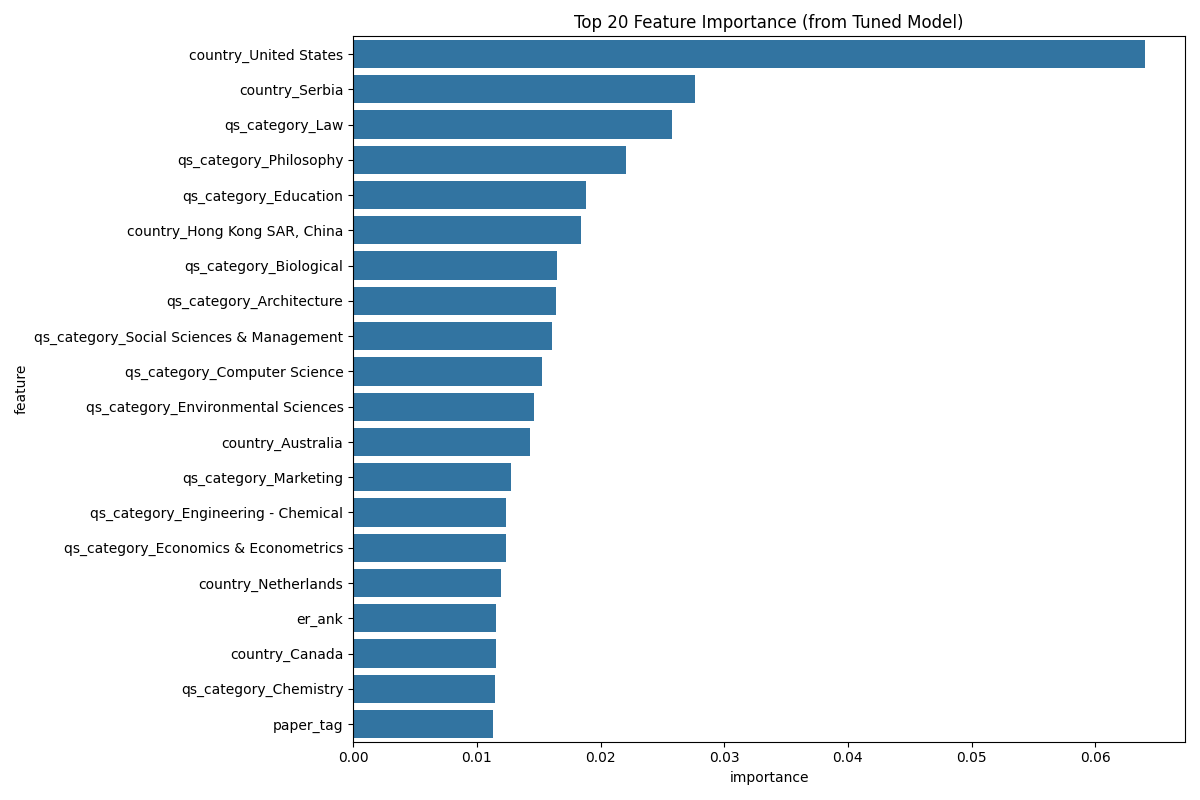 Top 20 Feature Importance (from Tuned Model)
country_United States
country_Serbia
qs_category_Law
qs_category_Philosophy
qs_category_Education
country_Hong Kong SAR, China
qs_category_Biological
qs_category_Architecture
qs_category_Social Sciences & Management
qs_category_Computer Science
qs_category_Environmental Sciences
country_Australia
qs_category_Marketing
qs_category_Engineering - Chemical
qs_category_Economics & Econometrics
country_Netherlands
er_ank
country_Canada
qs_category_Chemistry
paper_tag
feature
0.00 0.01 0.02 0.03 0.04 0.05 0.06
importance